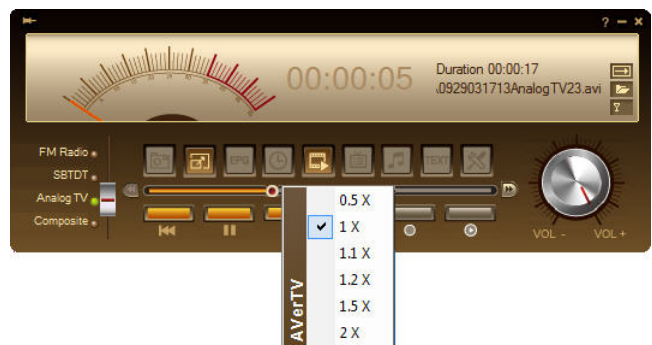 ? – ×
00:00:05
Duration 00:00:17
.\0929031713AnalogTV23.avi
FM Radio
SBTDT
Analog TV
Composite
EPG
TEXT
VOL -
VOL +
AVerTV
0.5 X
1 X
1.1 X
1.2 X
1.5 X
2 X